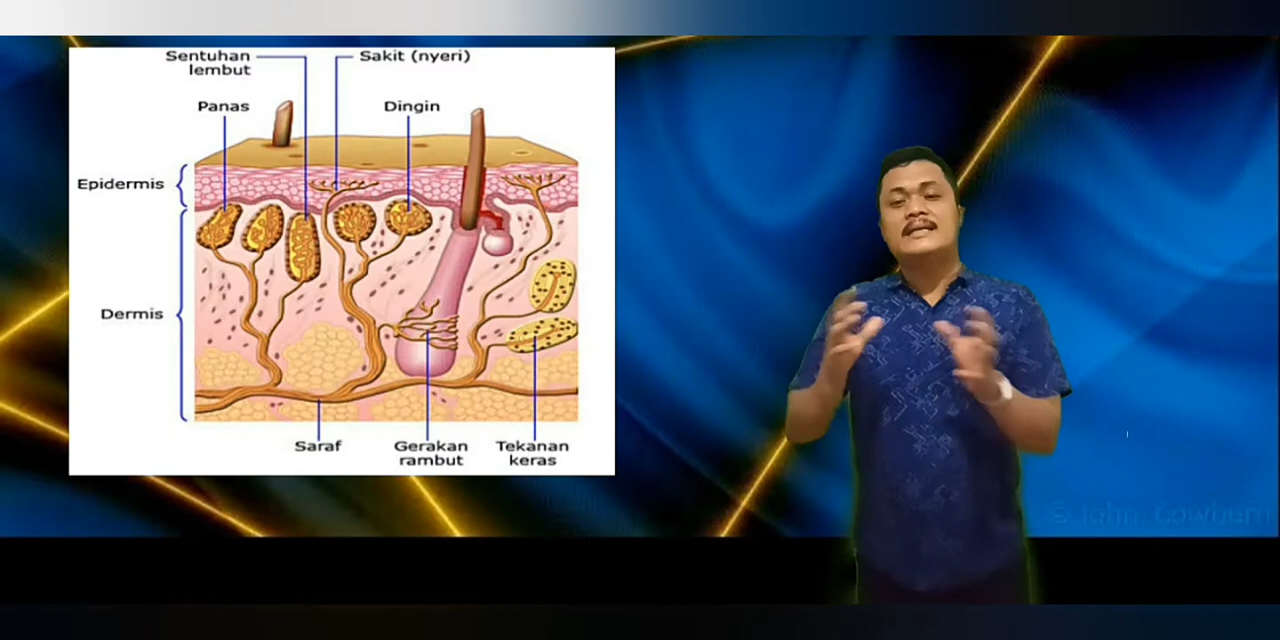 Sentuhan
lembut
Sakit (nyeri)
Panas
Dingin
Epidermis
Dermis
Saraf
Gerakan
rambut
Tekanan
keras